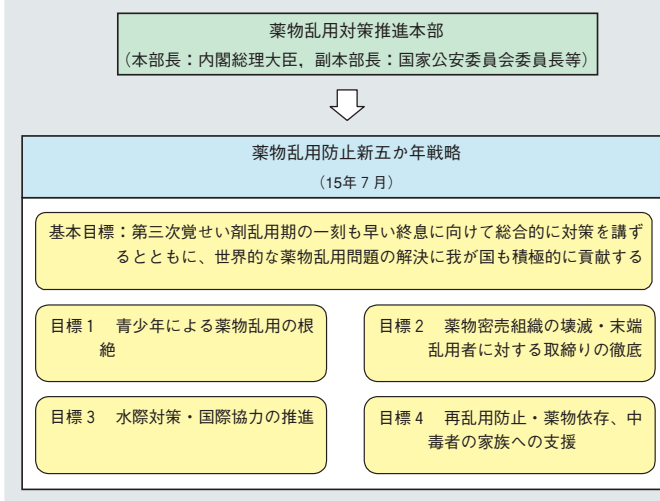 薬物乱用対策推進本部
（本部長：内閣総理大臣，副本部長：国家公安委員会委員長等）
薬物乱用防止新五か年戦略
（15年７月）
基本目標：第三次覚せい剤乱用期の一刻も早い終息に向けて総合的に対策を講ず
るとともに、世界的な薬物乱用問題の解決に我が国も積極的に貢献する
目標１　青少年による薬物乱用の根
絶
目標２　薬物密売組織の壊滅・末端
乱用者に対する取締りの徹底
目標３　水際対策・国際協力の推進
目標４　再乱用防止・薬物依存、中
毒者の家族への支援